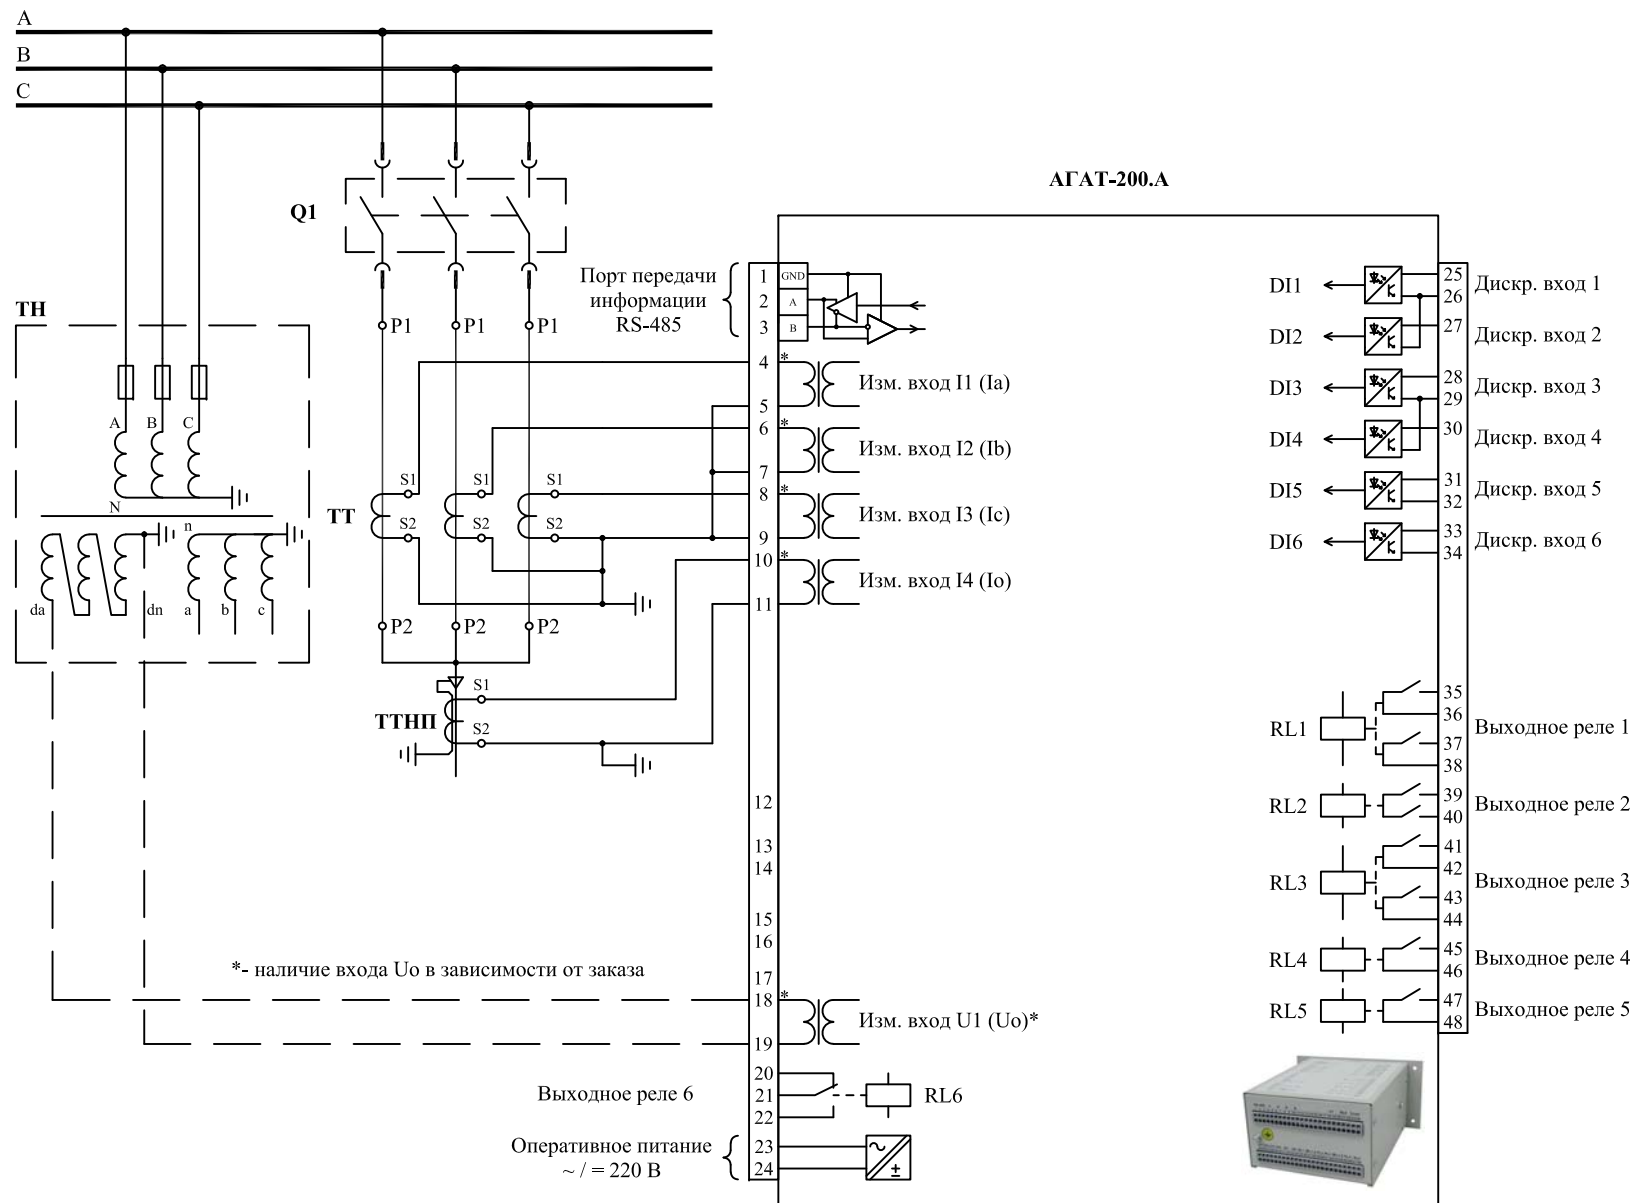 A
B
C
АГАТ-200.А
Q1
ТН
Порт передачи
информации
RS-485
1
2
3
GND
A
B
P1
P1
P1
A
B
C
N
n
da
dn
a
b
c
ТТ
S1
S2
S1
S2
S1
S2
P2
P2
P2
ТТНП
S1
S2
4
*
Изм. вход I1 (Ia)
5
6
*
Изм. вход I2 (Ib)
7
8
*
Изм. вход I3 (Ic)
9
10
*
Изм. вход I4 (Io)
11
12
13
14
15
16
17
*- наличие входа Uo в зависимости от заказа
18
*
Изм. вход U1 (Uo)*
19
Выходное реле 6
20
21
22
RL6
Оперативное питание
~ / = 220 В
23
24
~
±
DI1
25
26
Дискр. вход 1
DI2
27
Дискр. вход 2
DI3
28
29
Дискр. вход 3
DI4
30
Дискр. вход 4
DI5
31
32
Дискр. вход 5
DI6
33
34
Дискр. вход 6
RL1
35
36
37
38
Выходное реле 1
RL2
39
40
Выходное реле 2
RL3
41
42
43
44
Выходное реле 3
RL4
45
46
Выходное реле 4
RL5
47
48
Выходное реле 5